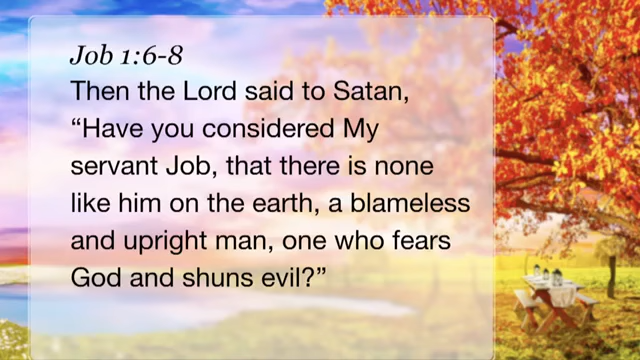 Job 1:6-8
Then the Lord said to Satan,
“Have you considered My
servant Job, that there is none
like him on the earth, a blameless
and upright man, one who fears
God and shuns evil?”